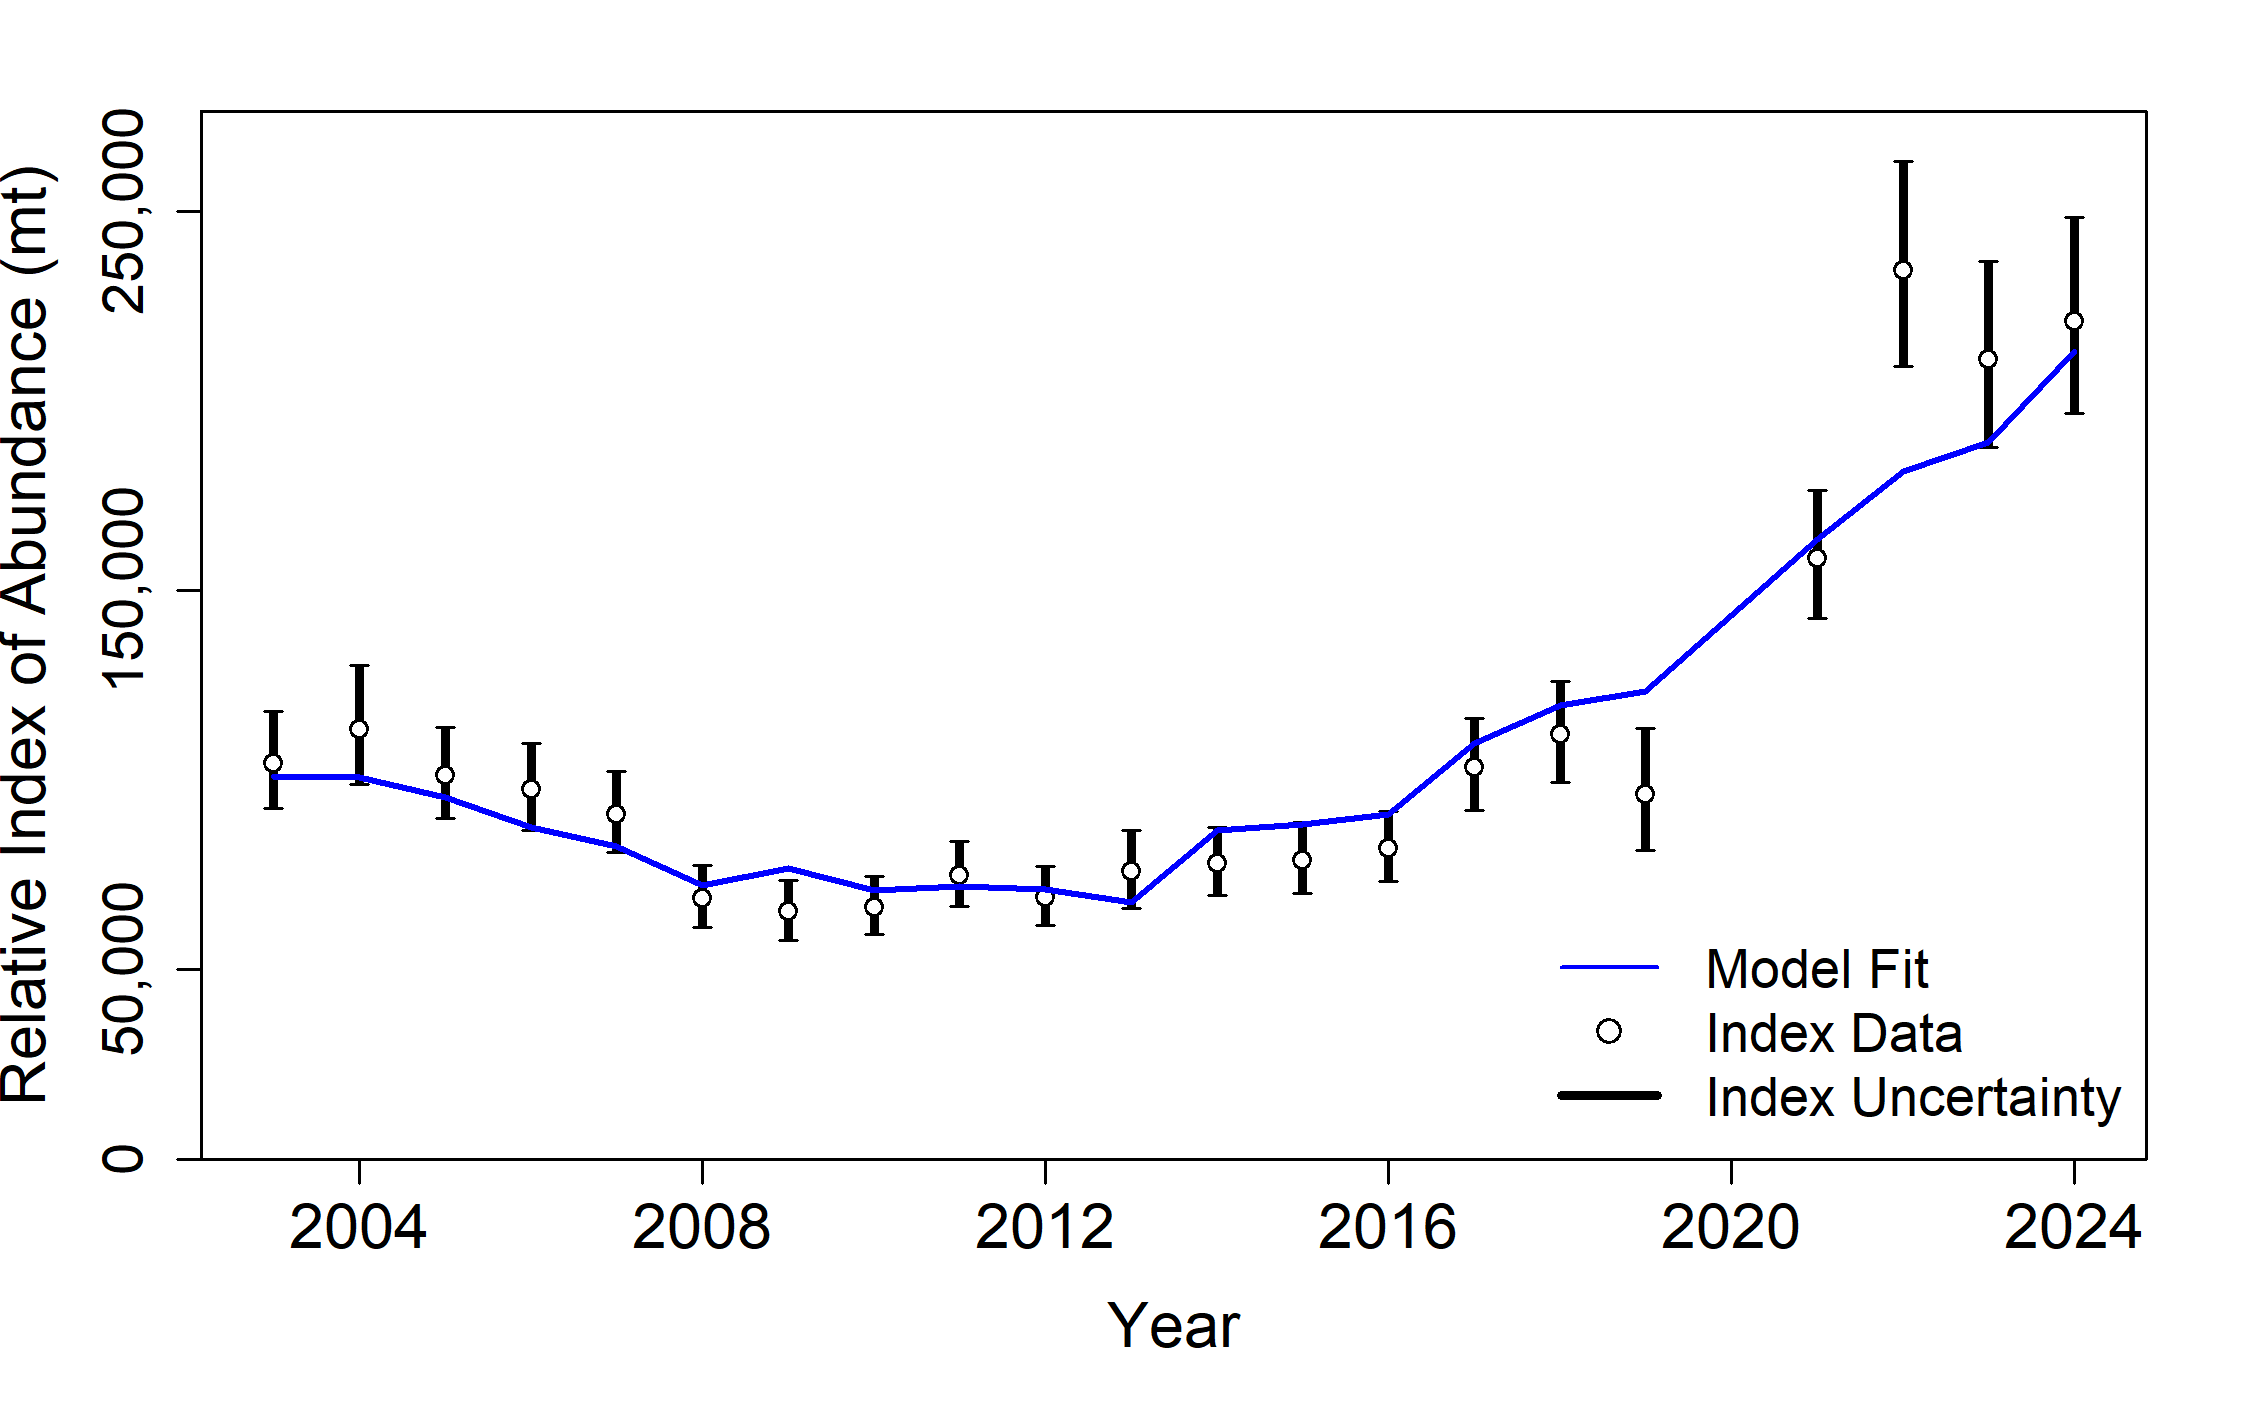 Relative Index of Abundance (mt)
250,000
150,000
50,000
0
Model Fit
Index Data
Index Uncertainty
2004 2008 2012 2016 2020 2024
Year